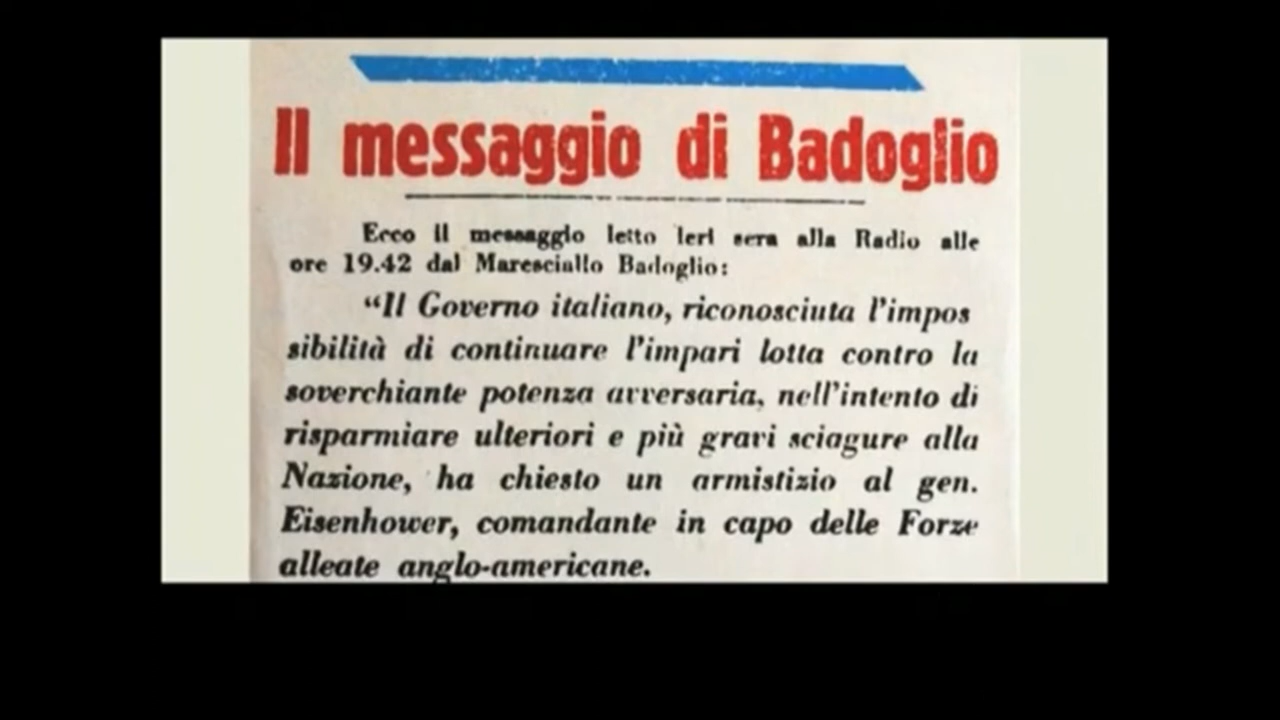 Il messaggio di Badoglio
Ecco il messaggio letto ieri sera alla Radio alle
ore 19.42 dal Maresciallo Badoglio:
“Il Governo italiano, riconosciuta l’impos
sibilità di continuare l’impari lotta contro la
soverchiante potenza avversaria, nell’intento di
risparmiare ulteriori e più gravi sciagure alla
Nazione, ha chiesto un armistizio al gen.
Eisenhower, comandante in capo delle Forze
alleate anglo-americane.